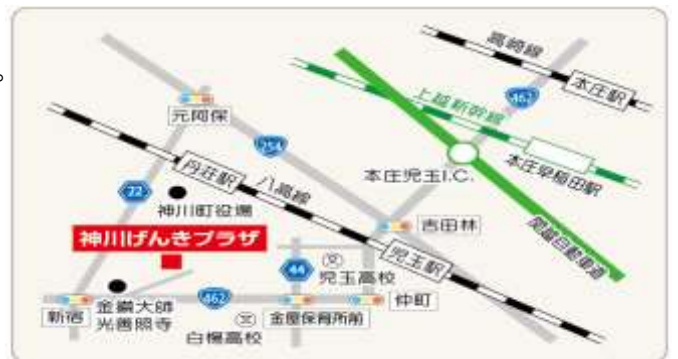 。
高崎線
本庄駅
462
上越新幹線
本庄早稲田駅
元阿保
254
本庄児玉I.C.
関越自動車道
丹荘駅
八高線
22
神川町役場
吉田林
児玉駅
神川げんきプラザ
44
文
児玉高校
金鑚大師
光善照寺
462
新宿
文
白楊高校
金屋保育所前
仲町